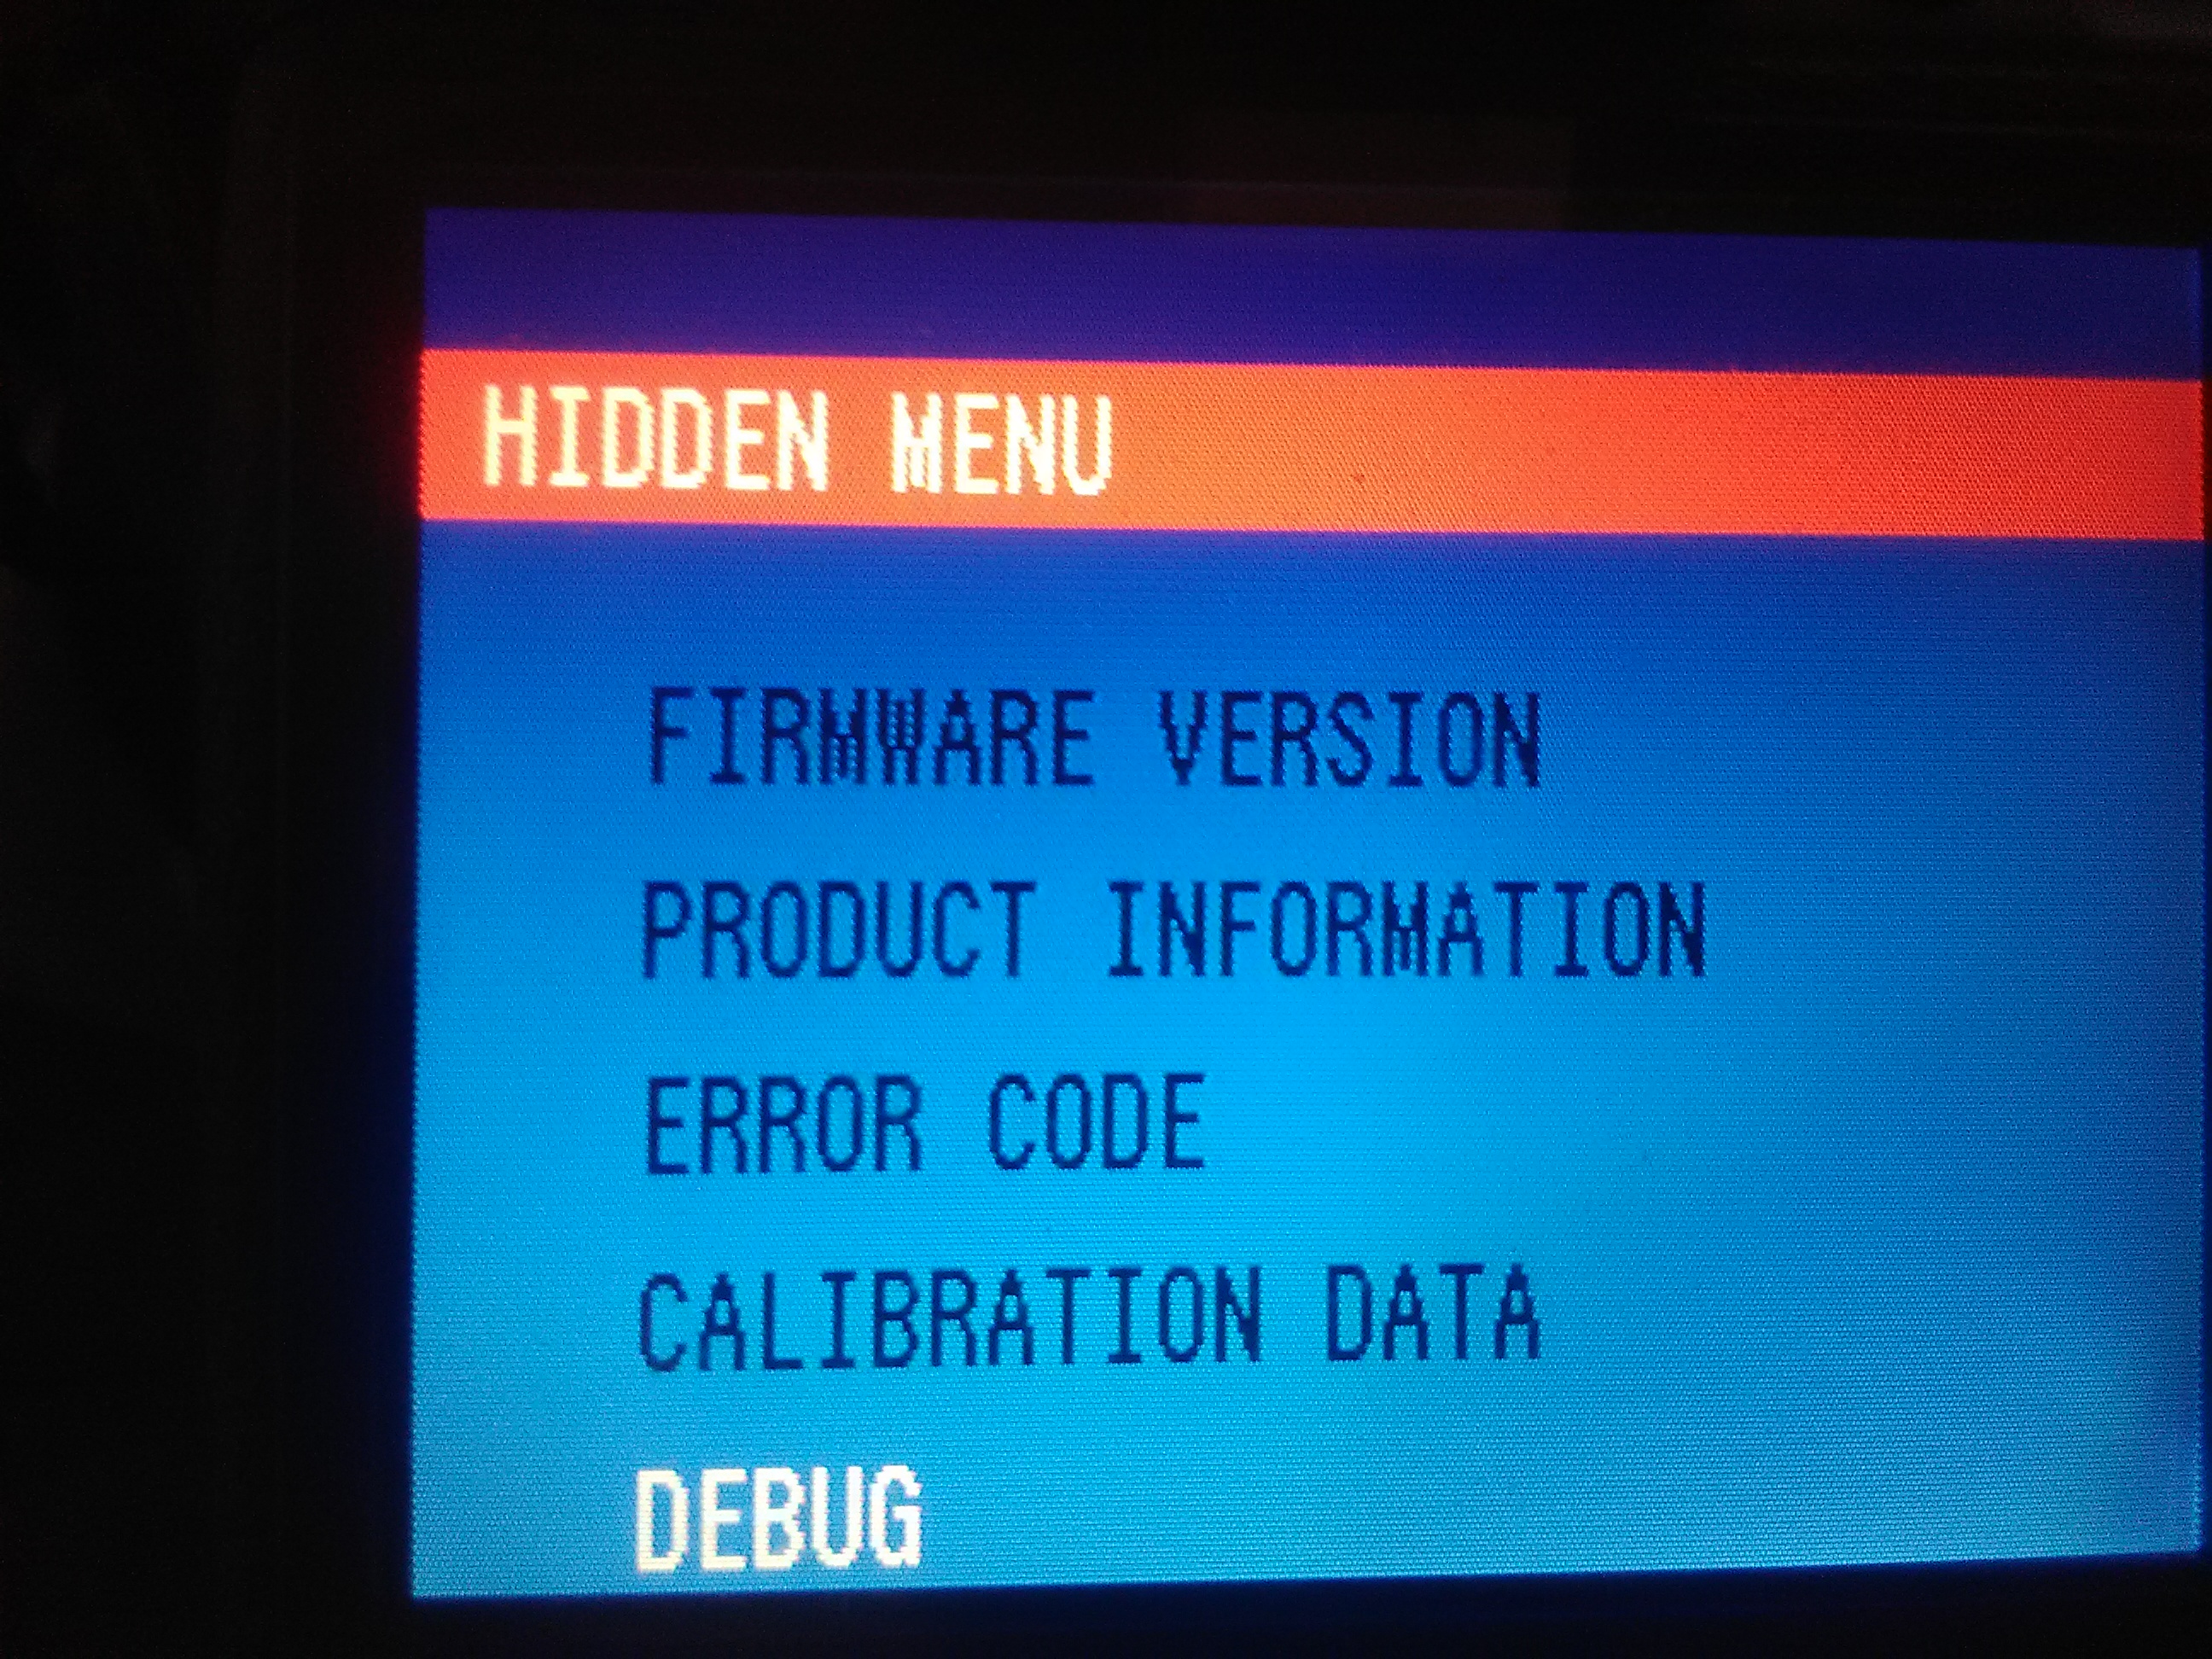 HIDDEN MENU
FIRMWARE VERSION
PRODUCT INFORMATION
ERROR CODE
CALIBRATION DATA
DEBUG